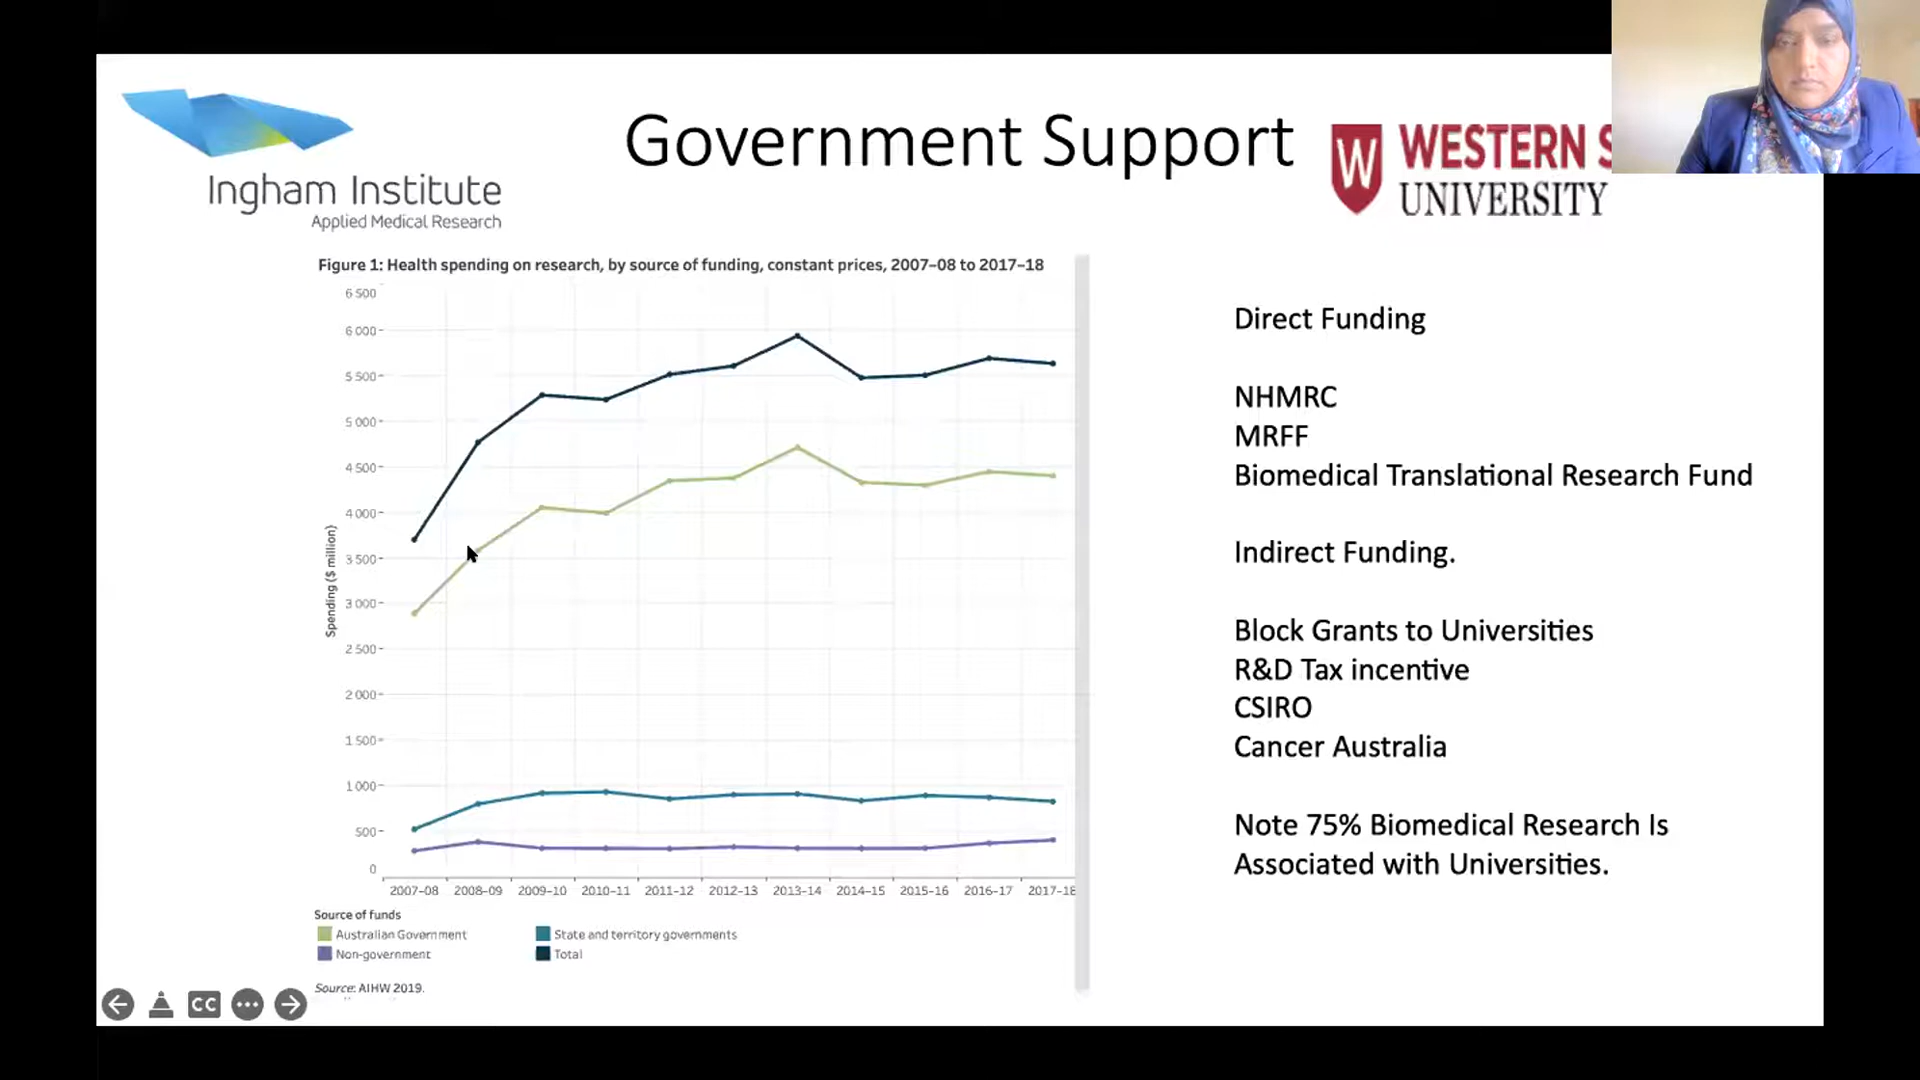 Ingham Institute
Applied Medical Research
Government Support
WESTERN S
UNIVERSITY
Figure 1: Health spending on research, by source of funding, constant prices, 2007–08 to 2017–18
Spending ($ million)
6 500
6 000
5 500
5 000
4 500
4 000
3 500
3 000
2 500
2 000
1 500
1 000
500
0
2007–08 2008–09 2009–10 2010–11 2011–12 2012–13 2013–14 2014–15 2015–16 2016–17 2017–18
Source of funds
Australian Government State and territory governments
Non-government Total
Source: AIHW 2019.
Direct Funding
NHMRC
MRFF
Biomedical Translational Research Fund
Indirect Funding.
Block Grants to Universities
R&D Tax incentive
CSIRO
Cancer Australia
Note 75% Biomedical Research Is
Associated with Universities.
CC